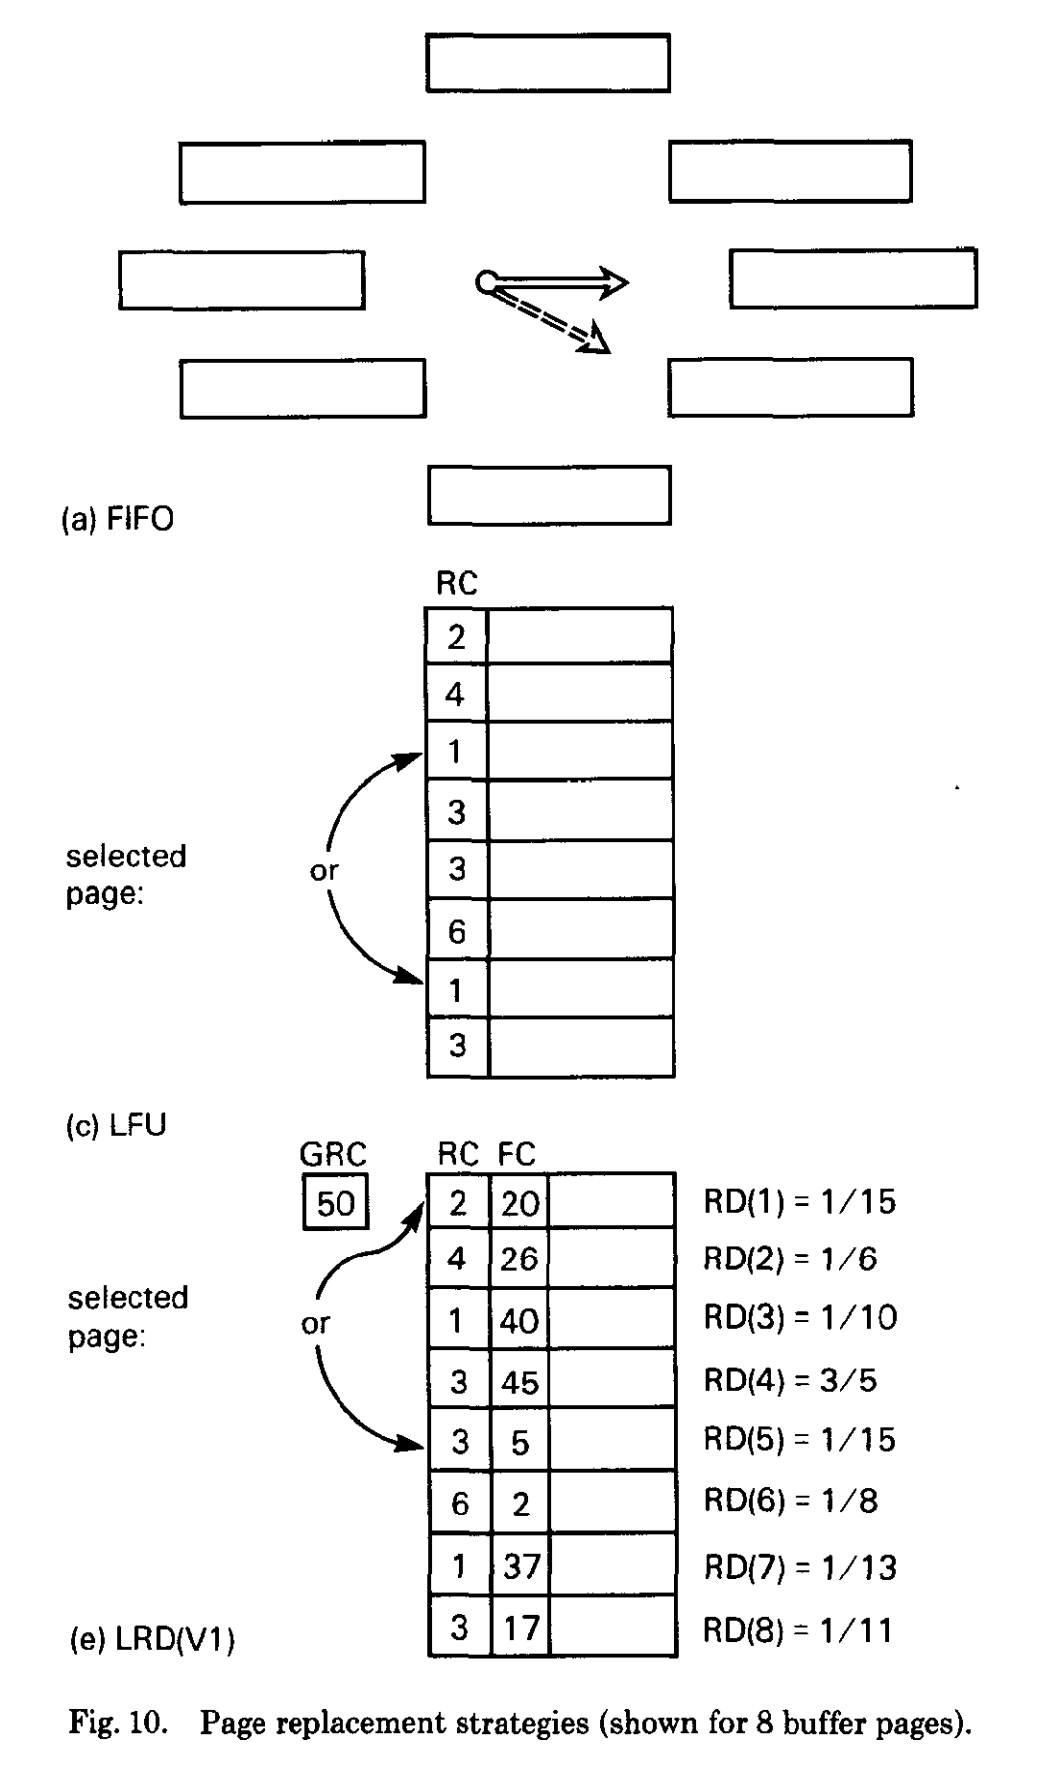 (a) FIFO
RC
2
4
1
3
3
6
1
3
selected
page:
or
(c) LFU
GRC
50
RC FC
2 20 RD(1) = 1/15
4 26 RD(2) = 1/6
1 40 RD(3) = 1/10
3 45 RD(4) = 3/5
3 5 RD(5) = 1/15
6 2 RD(6) = 1/8
1 37 RD(7) = 1/13
3 17 RD(8) = 1/11
selected
page:
or
(e) LRD(V1)
Fig. 10. Page replacement strategies (shown for 8 buffer pages).